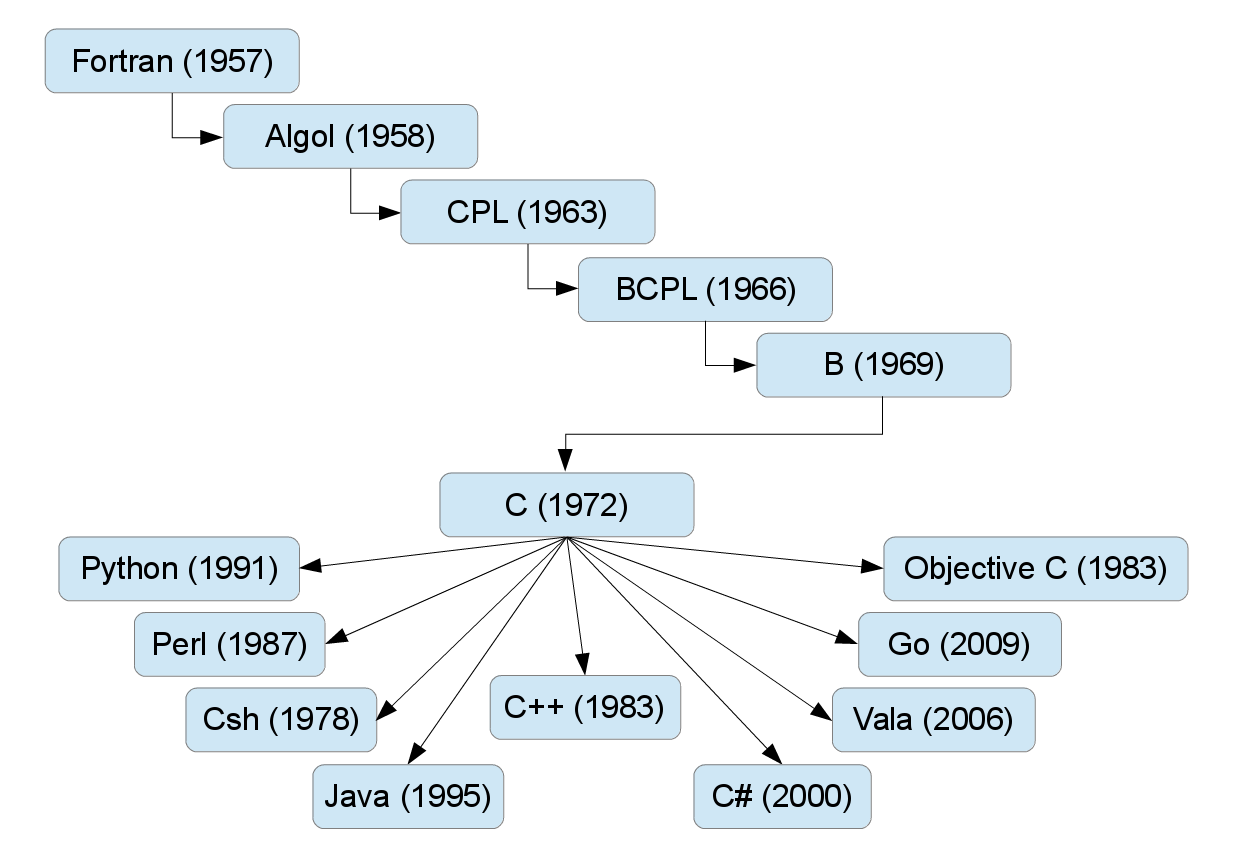 Fortran (1957)
Algol (1958)
CPL (1963)
BCPL (1966)
B (1969)
C (1972)
Python (1991)
Objective C (1983)
Perl (1987)
Go (2009)
Csh (1978)
C++ (1983)
Vala (2006)
Java (1995)
C# (2000)